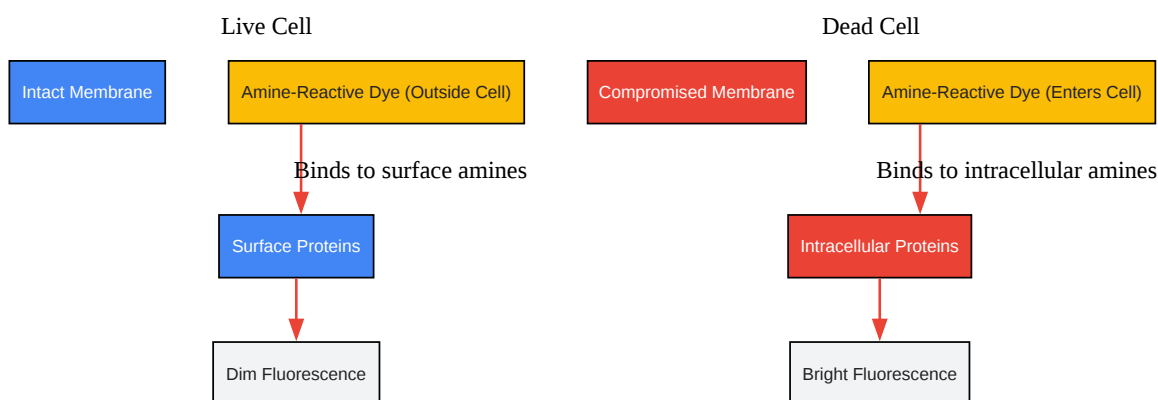 Live Cell
Intact Membrane
Amine-Reactive Dye (Outside Cell)
Binds to surface amines
Surface Proteins
Dim Fluorescence
Dead Cell
Compromised Membrane
Amine-Reactive Dye (Enters Cell)
Binds to intracellular amines
Intracellular Proteins
Bright Fluorescence